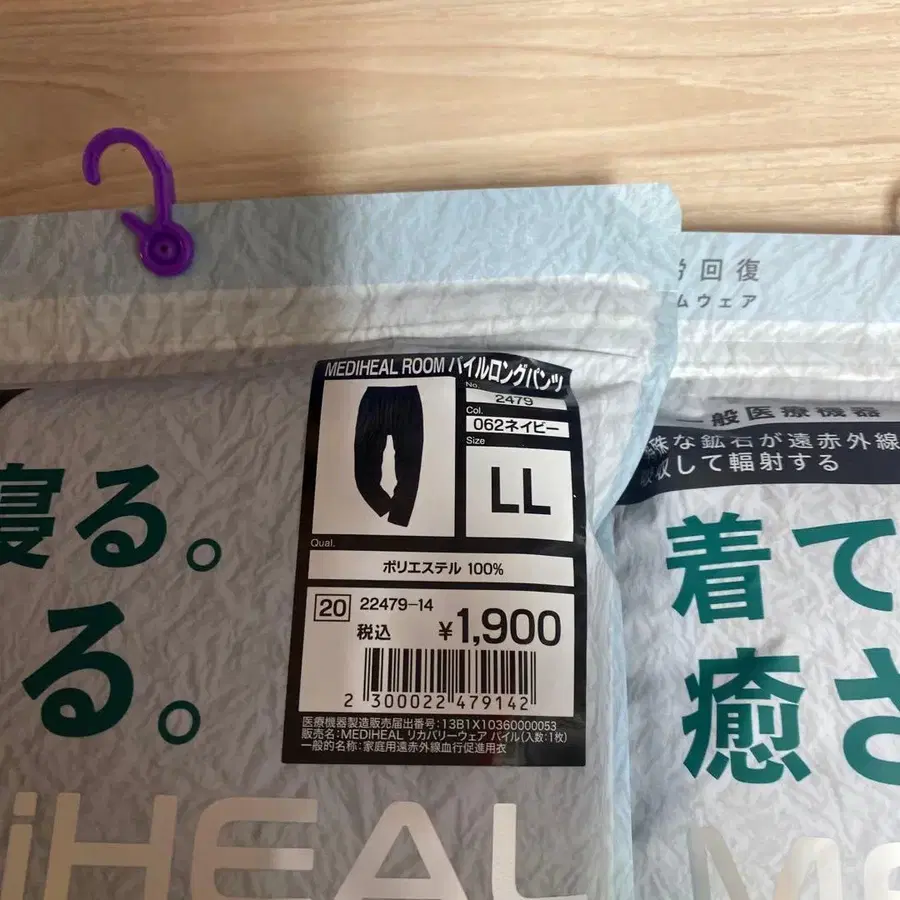 労回復
ムウェア
MEDIHEAL ROOM パイルロングパンツ
No.
2479
Col.
062ネイビー
Size
LL
Qual.
ポリエステル 100%
20 22479-14
税込 ¥1,900
2 300022 479142
医療機器製造販売届出番号:13B1X10360000053
販売名:MEDIHEAL リカバリーウェア パイル(入数:1枚)
一般的名称:家庭用遠赤外線血行促進用衣
寝る。
る。
iHEAL
一般医療機器
殊な鉱石が遠赤外線
吸収して輻射する
着て
癒さ
Me